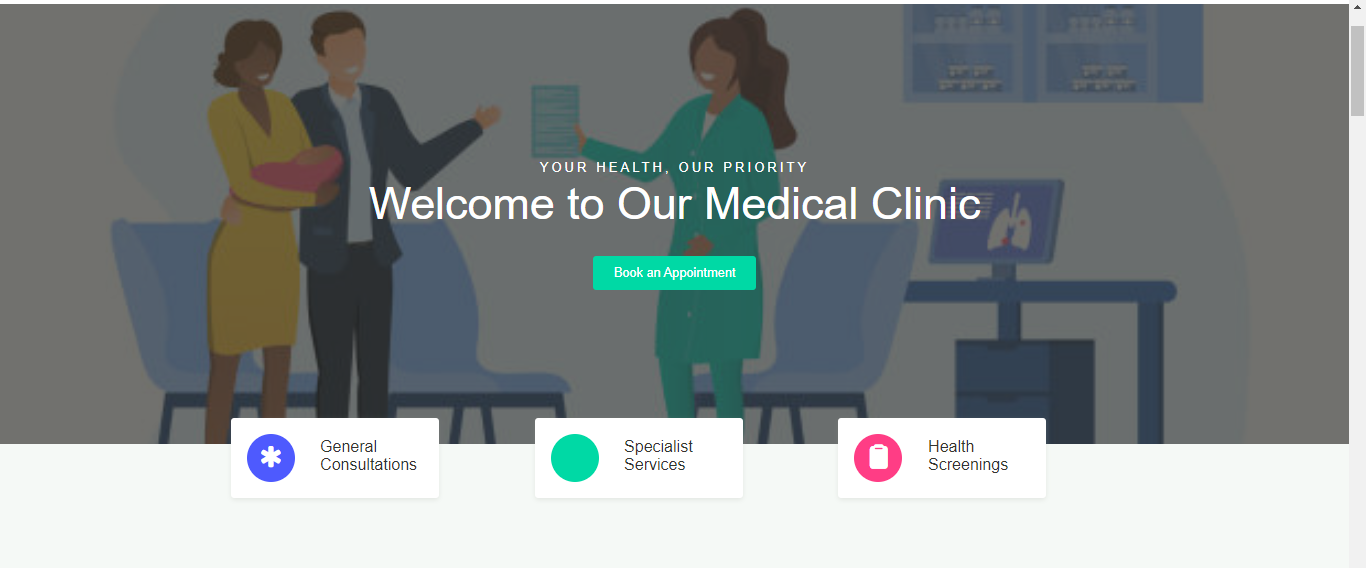 YOUR HEALTH, OUR PRIORITY
Welcome to Our Medical Clinic
Book an Appointment
General
Consultations
Specialist
Services
Health
Screenings